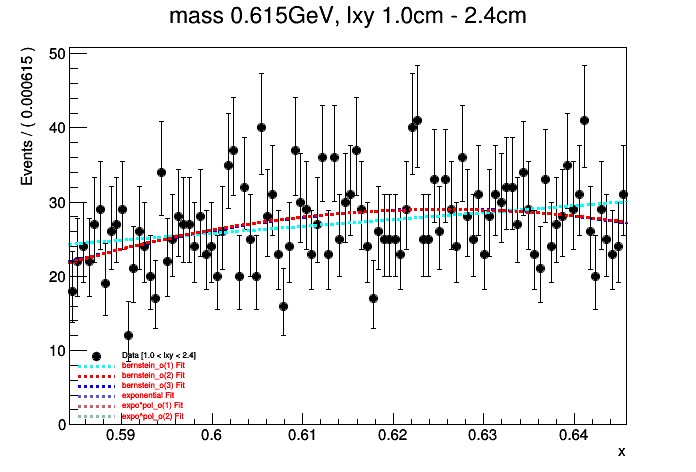 mass 0.615GeV, lxy 1.0cm - 2.4cm
Events / ( 0.000615 )
50
40
30
20
10
0
Data [1.0 < lxy < 2.4]
bernstein_o(1) Fit
bernstein_o(2) Fit
bernstein_o(3) Fit
exponential Fit
expo*pol_o(1) Fit
expo*pol_o(2) Fit
0.59 0.6 0.61 0.62 0.63 0.64
x